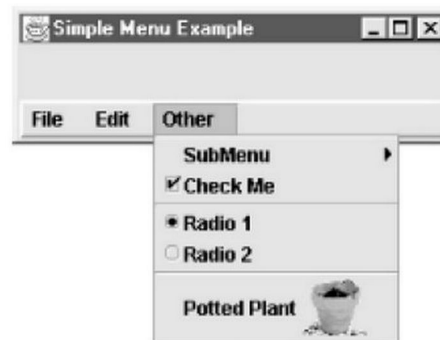 Simple Menu Example
File Edit Other
SubMenu
Check Me
Radio 1
Radio 2
Potted Plant